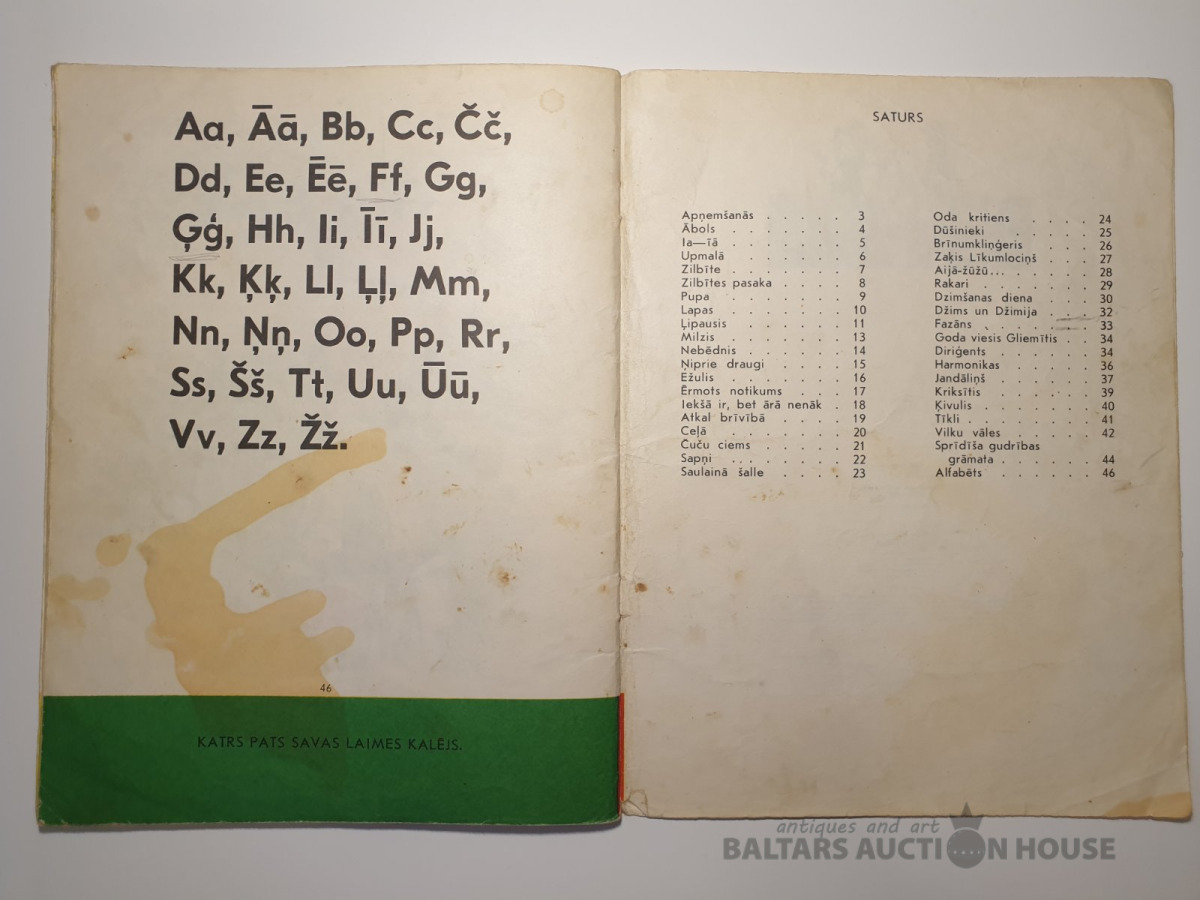 Aa, Āā, Bb, Cc, Čč,
Dd, Ee, Ēē, Ff, Gg,
Ģģ, Hh, Ii, Īī, Jj,
Kk, Ķķ, Ll, Ļļ, Mm,
Nn, Ņņ, Oo, Pp, Rr,
Ss, Šš, Tt, Uu, Ūū,
Vv, Zz, Žž.
46
KATRS PATS SAVAS LAIMES KALĒJS.
SATURS
Apņemšanās . . . . . 3
Ābols . . . . . . 4
Ia—īā . . . . . . 5
Upmalā . . . . . 6
Zilbīte . . . . . . 7
Zilbītes pasaka . . . . 8
Pupa . . . . . . 9
Lapas . . . . . . 10
Ļipausis . . . . . 11
Milzis . . . . . . 13
Nebēdnis . . . . . 14
Ņiprie draugi . . . . 15
Ežulis . . . . . . 16
Ērmots notikums . . . 17
Iekšā ir, bet ārā nenāk . 18
Atkal brīvībā . . . . 19
Ceļā . . . . . . 20
Čuču ciems . . . . . 21
Sapņi . . . . . . 22
Saulainā šalle . . . . 23
Oda kritiens . . . . 24
Dūšinieki . . . . . 25
Brīnumkliņģeris . . . 26
Zaķis Līkumlociņš . . . 27
Aijā-žūžū... . . . . 28
Rakari . . . . . . 29
Dzimšanas diena . . . 30
Džims un Džimija . . . 32
Fazāns . . . . . . 33
Goda viesis Gliemītis . . 34
Diriģents . . . . . 34
Harmonikas . . . . 36
Jandāliņš . . . . . 37
Kriksītis . . . . . 39
Ķivulis . . . . . . 40
Tīkli . . . . . . . 41
Vilku vāles . . . . . 42
Sprīdīša gudrības
grāmata . . . . . . 44
Alfabēts . . . . . 46
antiques and art
BALTARS AUCTION HOUSE